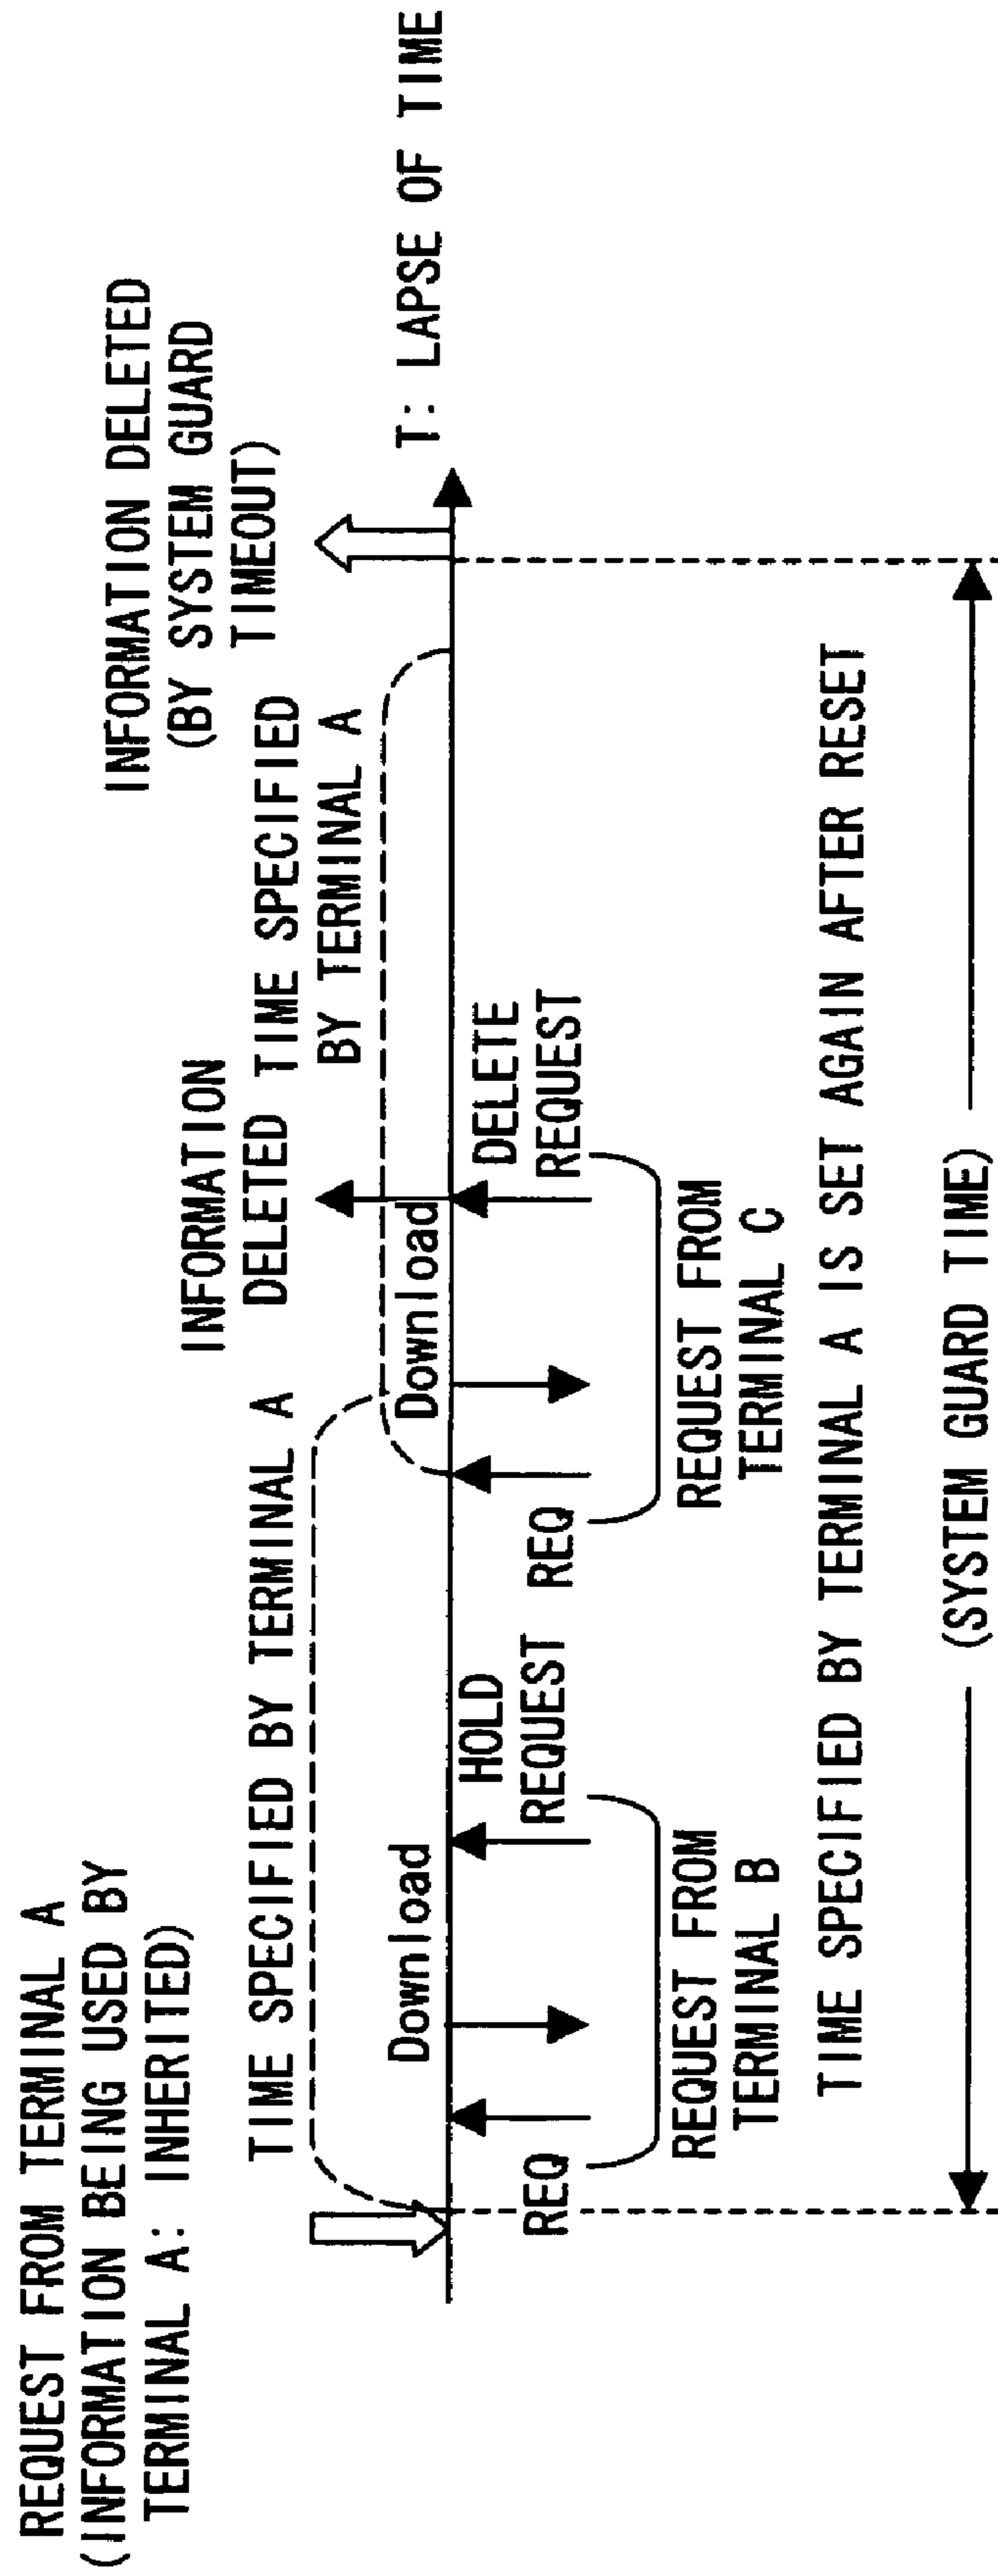 REQUEST FROM TERMINAL A
(INFORMATION BEING USED BY
TERMINAL A: INHERITED)
TIME SPECIFIED BY TERMINAL A
INFORMATION
DELETED
TIME SPECIFIED
BY TERMINAL A
INFORMATION DELETED
(BY SYSTEM GUARD
TIMEOUT)
T: LAPSE OF TIME
Download
Download
REQ
HOLD
REQUEST
REQ
DELETE
REQUEST
REQUEST FROM
TERMINAL B
REQUEST FROM
TERMINAL C
TIME SPECIFIED BY TERMINAL A IS SET AGAIN AFTER RESET
(SYSTEM GUARD TIME)